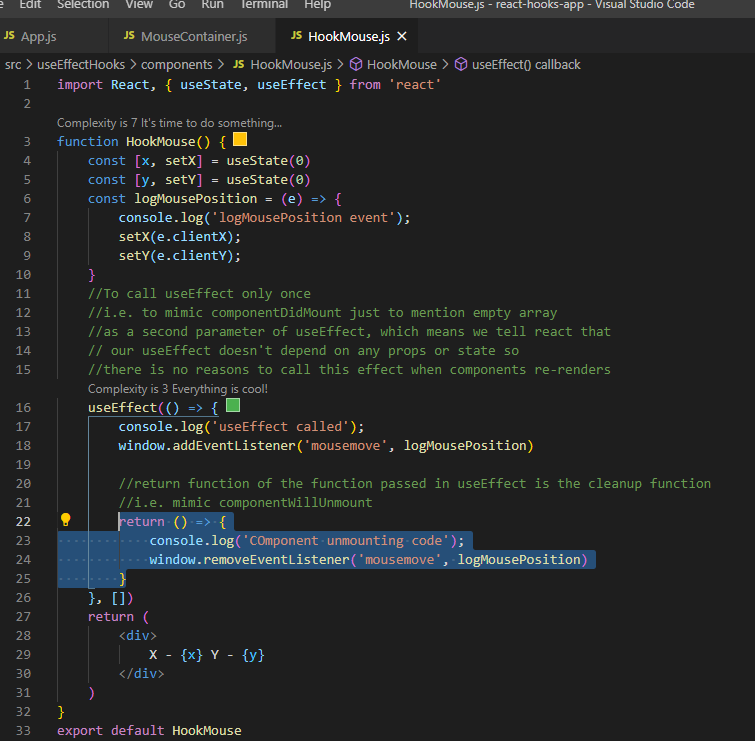 Edit Selection View Go Run Terminal Help HookMouse.js - react-hooks-app - Visual Studio Code
JS App.js JS MouseContainer.js JS HookMouse.js ×
src > useEffectHooks > components > JS HookMouse.js > HookMouse > useEffect() callback
1 import React, { useState, useEffect } from 'react'
2
Complexity is 7 It's time to do something...
3 function HookMouse() {
4 const [x, setX] = useState(0)
5 const [y, setY] = useState(0)
6 const logMousePosition = (e) => {
7 console.log('logMousePosition event');
8 setX(e.clientX);
9 setY(e.clientY);
10 }
11 //To call useEffect only once
12 //i.e. to mimic componentDidMount just to mention empty array
13 //as a second parameter of useEffect, which means we tell react that
14 // our useEffect doesn't depend on any props or state so
15 //there is no reasons to call this effect when components re-renders
Complexity is 3 Everything is cool!
16 useEffect(() => {
17 console.log('useEffect called');
18 window.addEventListener('mousemove', logMousePosition)
19
20 //return function of the function passed in useEffect is the cleanup function
21 //i.e. mimic componentWillUnmount
22 return () => {
23 console.log('COmponent unmounting code');
24 window.removeEventListener('mousemove', logMousePosition)
25 }
26 }, [])
27 return (
28 <div>
29 X - {x} Y - {y}
30 </div>
31 )
32 }
33 export default HookMouse